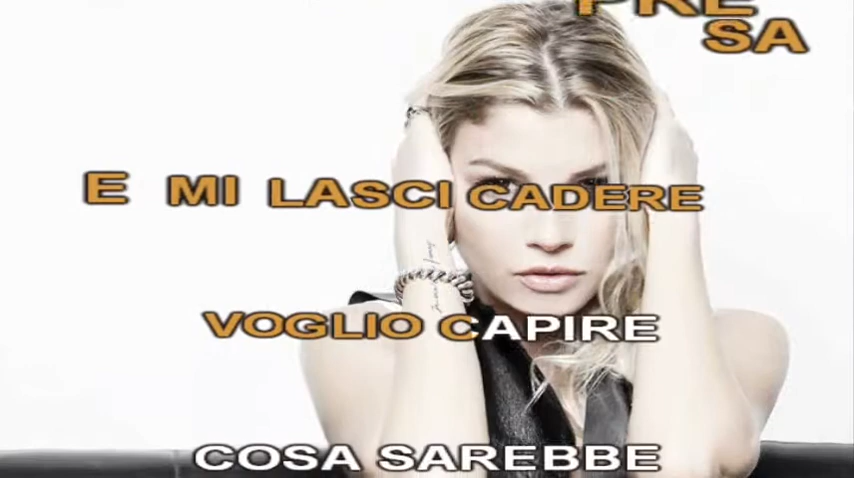 PRE
SA
E MI LASCI CADERE
VOGLIO CAPIRE
COSA SAREBBE